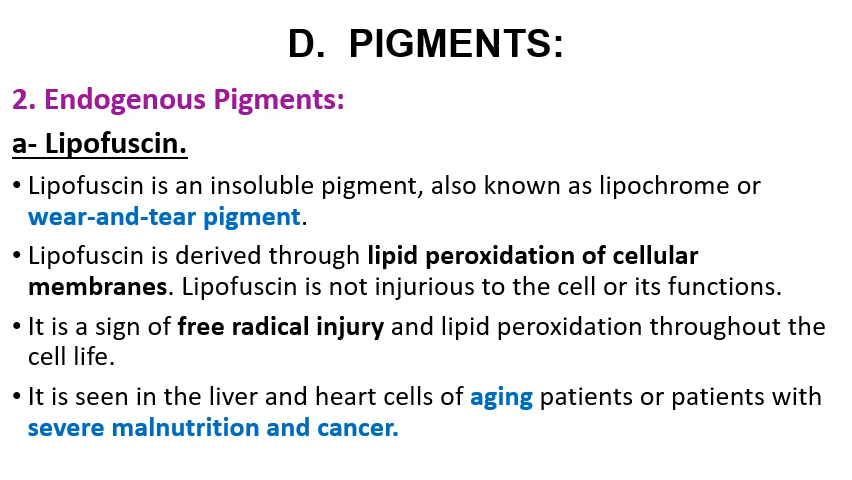 D. PIGMENTS:
2. Endogenous Pigments:
a- Lipofuscin.
• Lipofuscin is an insoluble pigment, also known as lipochrome or
wear-and-tear pigment.
• Lipofuscin is derived through lipid peroxidation of cellular
membranes. Lipofuscin is not injurious to the cell or its functions.
• It is a sign of free radical injury and lipid peroxidation throughout the
cell life.
• It is seen in the liver and heart cells of aging patients or patients with
severe malnutrition and cancer.